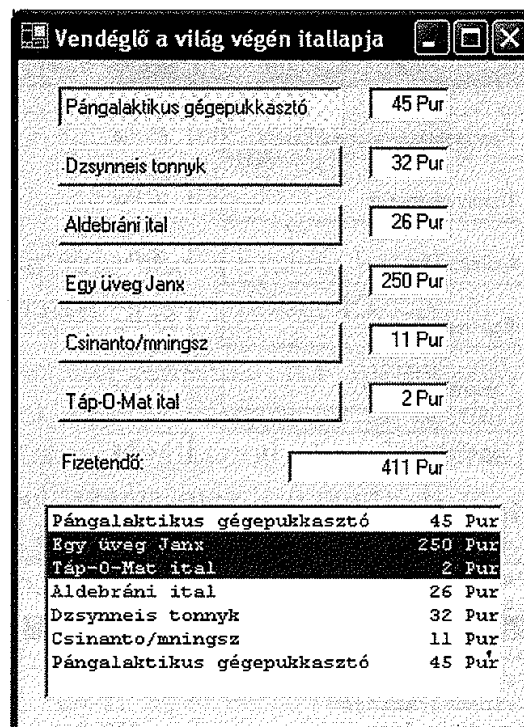 Vendéglő a világ végén itallapja
Pángalaktikus gégepukkasztó 45 Pur
Dzsynneis tonnyk 32 Pur
Aldebráni ital 26 Pur
Egy üveg Janx 250 Pur
Csinanto/mningsz 11 Pur
Táp-O-Mat ital 2 Pur
Fizetendő: 411 Pur
Pángalaktikus gégepukkasztó 45 Pur
Egy üveg Janx 250 Pur
Táp-O-Mat ital 2 Pur
Aldebráni ital 26 Pur
Dzsynneis tonnyk 32 Pur
Csinanto/mningsz 11 Pur
Pángalaktikus gégepukkasztó 45 Pur